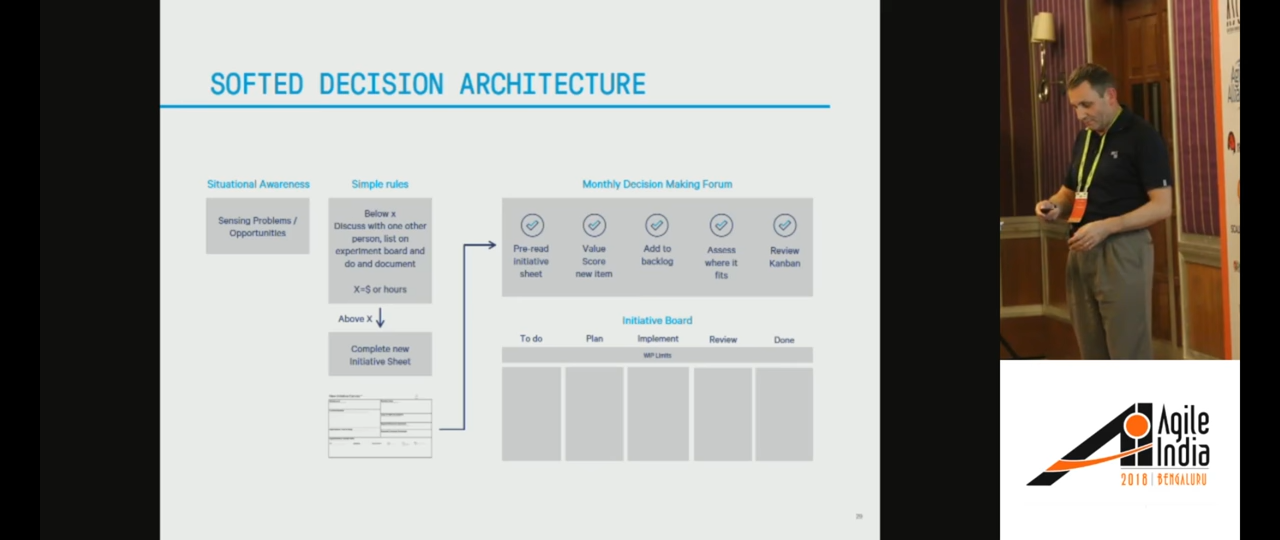 SOFTED DECISION ARCHITECTURE
Situational Awareness
Sensing Problems /
Opportunities
Simple rules
Below x
Discuss with one other
person, list on
experiment board and
do and document
X=$ or hours
Above X
Complete new
Initiative Sheet
Monthly Decision Making Forum
Pre-read
initiative
sheet
Value
Score
new item
Add to
backlog
Assess
where it
fits
Review
Kanban
Initiative Board
To do
Plan
Implement
Review
Done
WIP Limits
Agile
India
2018 | BENGALURU